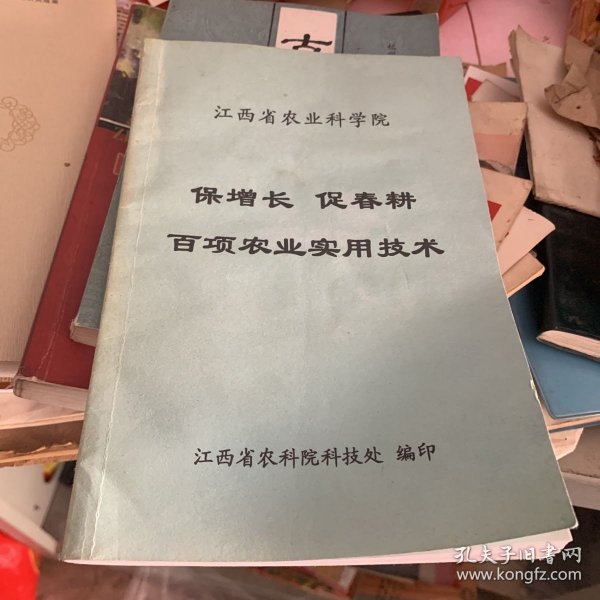 江西省农业科学院
保增长 促春耕
百项农业实用技术
江西省农科院科技处 编印
孔夫子旧书网
www.kongfz.com